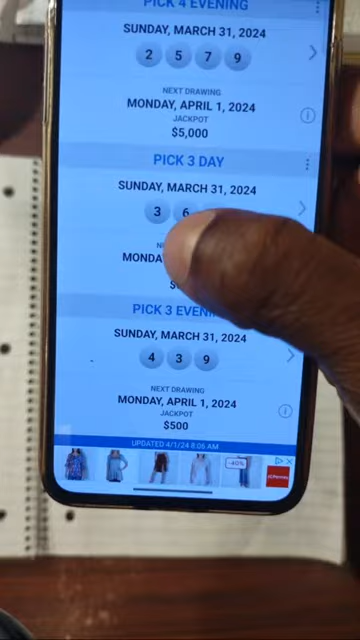 PICK 4 EVENING
SUNDAY, MARCH 31, 2024
2 5 7 9
NEXT DRAWING
MONDAY, APRIL 1, 2024
JACKPOT
$5,000
PICK 3 DAY
SUNDAY, MARCH 31, 2024
3 6
MONDA
PICK 3 EVEN
SUNDAY, MARCH 31, 2024
4 3 9
NEXT DRAWING
MONDAY, APRIL 1, 2024
JACKPOT
$500
UPDATED 4/1/24 8:06 AM
-40%